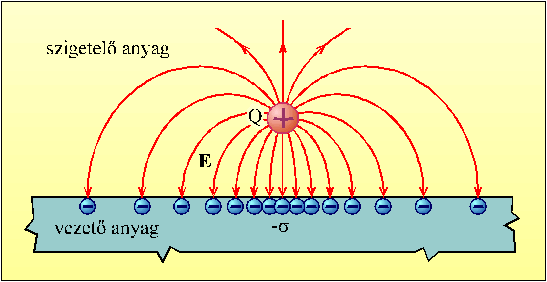 szigetelő anyag
Q
E
vezető anyag
-σ